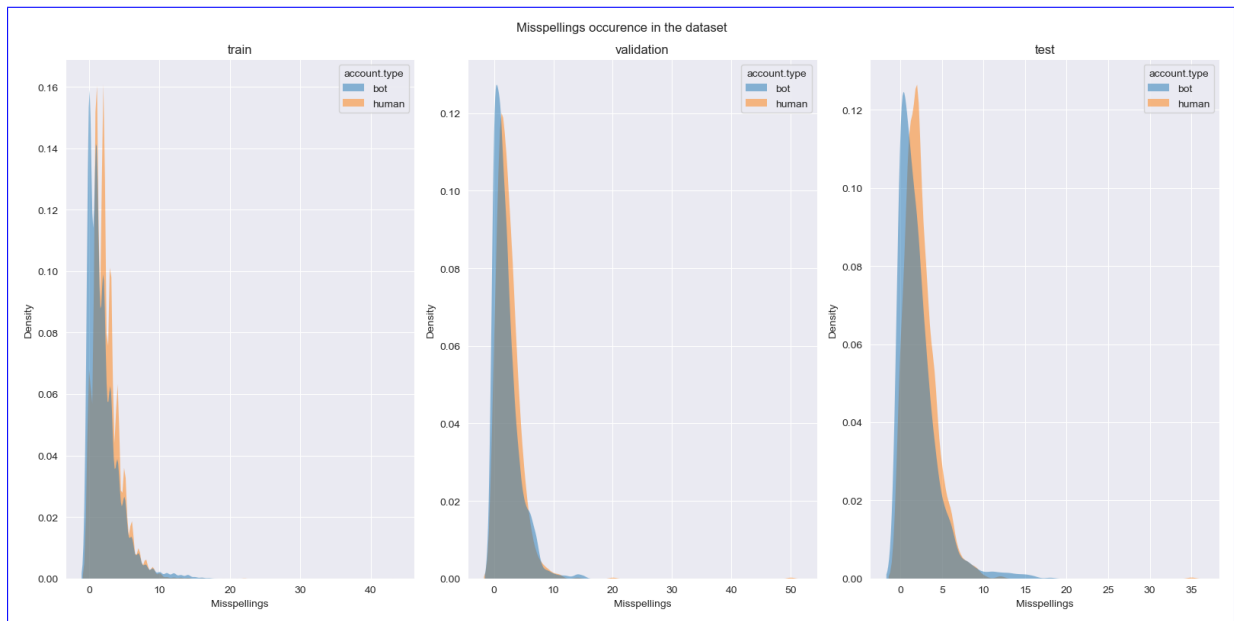 Misspellings occurence in the dataset
train
validation
test
account.type
bot
human
account.type
bot
human
account.type
bot
human
0.16
0.14
0.12
0.10
0.08
0.06
0.04
0.02
0.00
Density
0
10
20
30
40
Misspellings
0.12
0.10
0.08
0.06
0.04
0.02
0.00
Density
0
10
20
30
40
50
Misspellings
0.12
0.10
0.08
0.06
0.04
0.02
0.00
Density
0
5
10
15
20
25
30
35
Misspellings